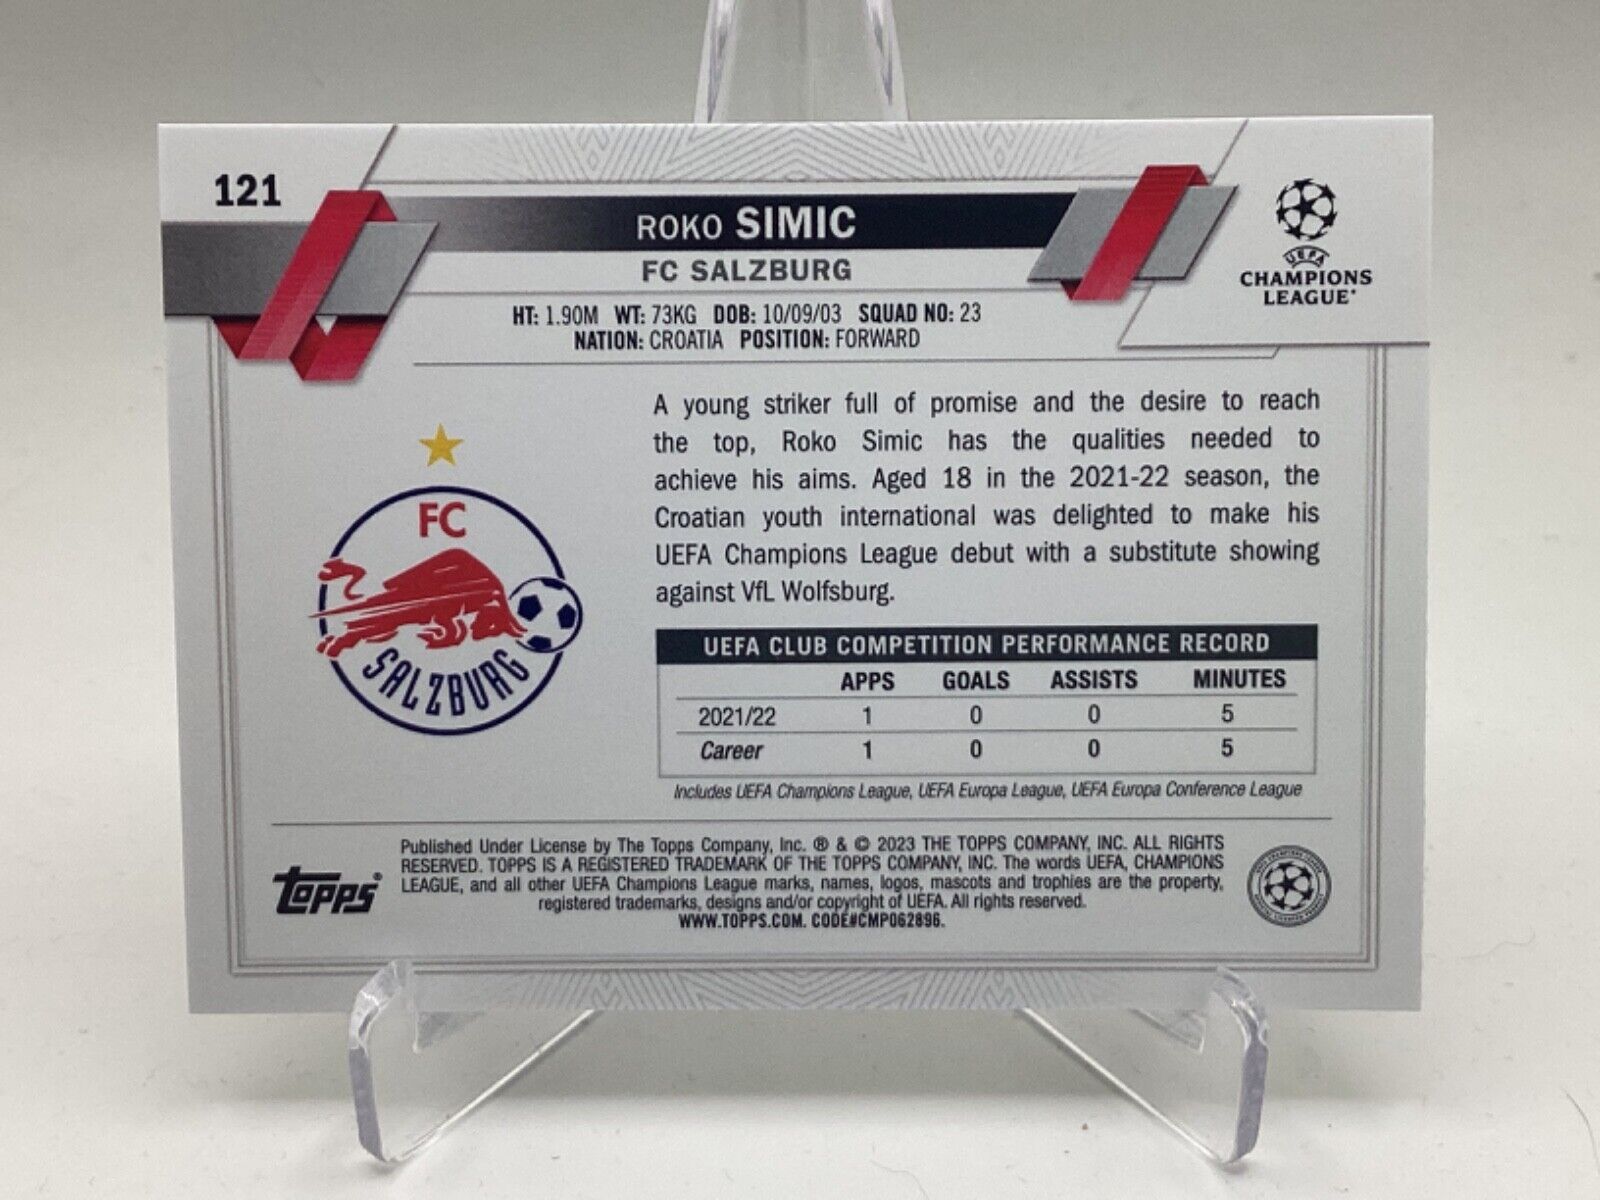 121
ROKO SIMIC
FC SALZBURG
UEFA
CHAMPIONS
LEAGUE
HT: 1.90M WT: 73KG DOB: 10/09/03 SQUAD NO: 23
NATION: CROATIA POSITION: FORWARD
A young striker full of promise and the desire to reach
the top, Roko Simic has the qualities needed to
achieve his aims. Aged 18 in the 2021-22 season, the
Croatian youth international was delighted to make his
UEFA Champions League debut with a substitute showing
against VfL Wolfsburg.
FC
SALZBURG
UEFA CLUB COMPETITION PERFORMANCE RECORD
APPS GOALS ASSISTS MINUTES
2021/22 1 0 0 5
Career 1 0 0 5
Includes UEFA Champions League, UEFA Europa League, UEFA Europa Conference League
topps®
Published Under License by The Topps Company, Inc. ® & © 2023 THE TOPPS COMPANY, INC. ALL RIGHTS
RESERVED. TOPPS IS A REGISTERED TRADEMARK OF THE TOPPS COMPANY, INC. The words UEFA, CHAMPIONS
LEAGUE, and all other UEFA Champions League marks, names, logos, mascots and trophies are the property,
registered trademarks, designs and/or copyright of UEFA. All rights reserved.
WWW.TOPPS.COM. CODE#CMP062896.